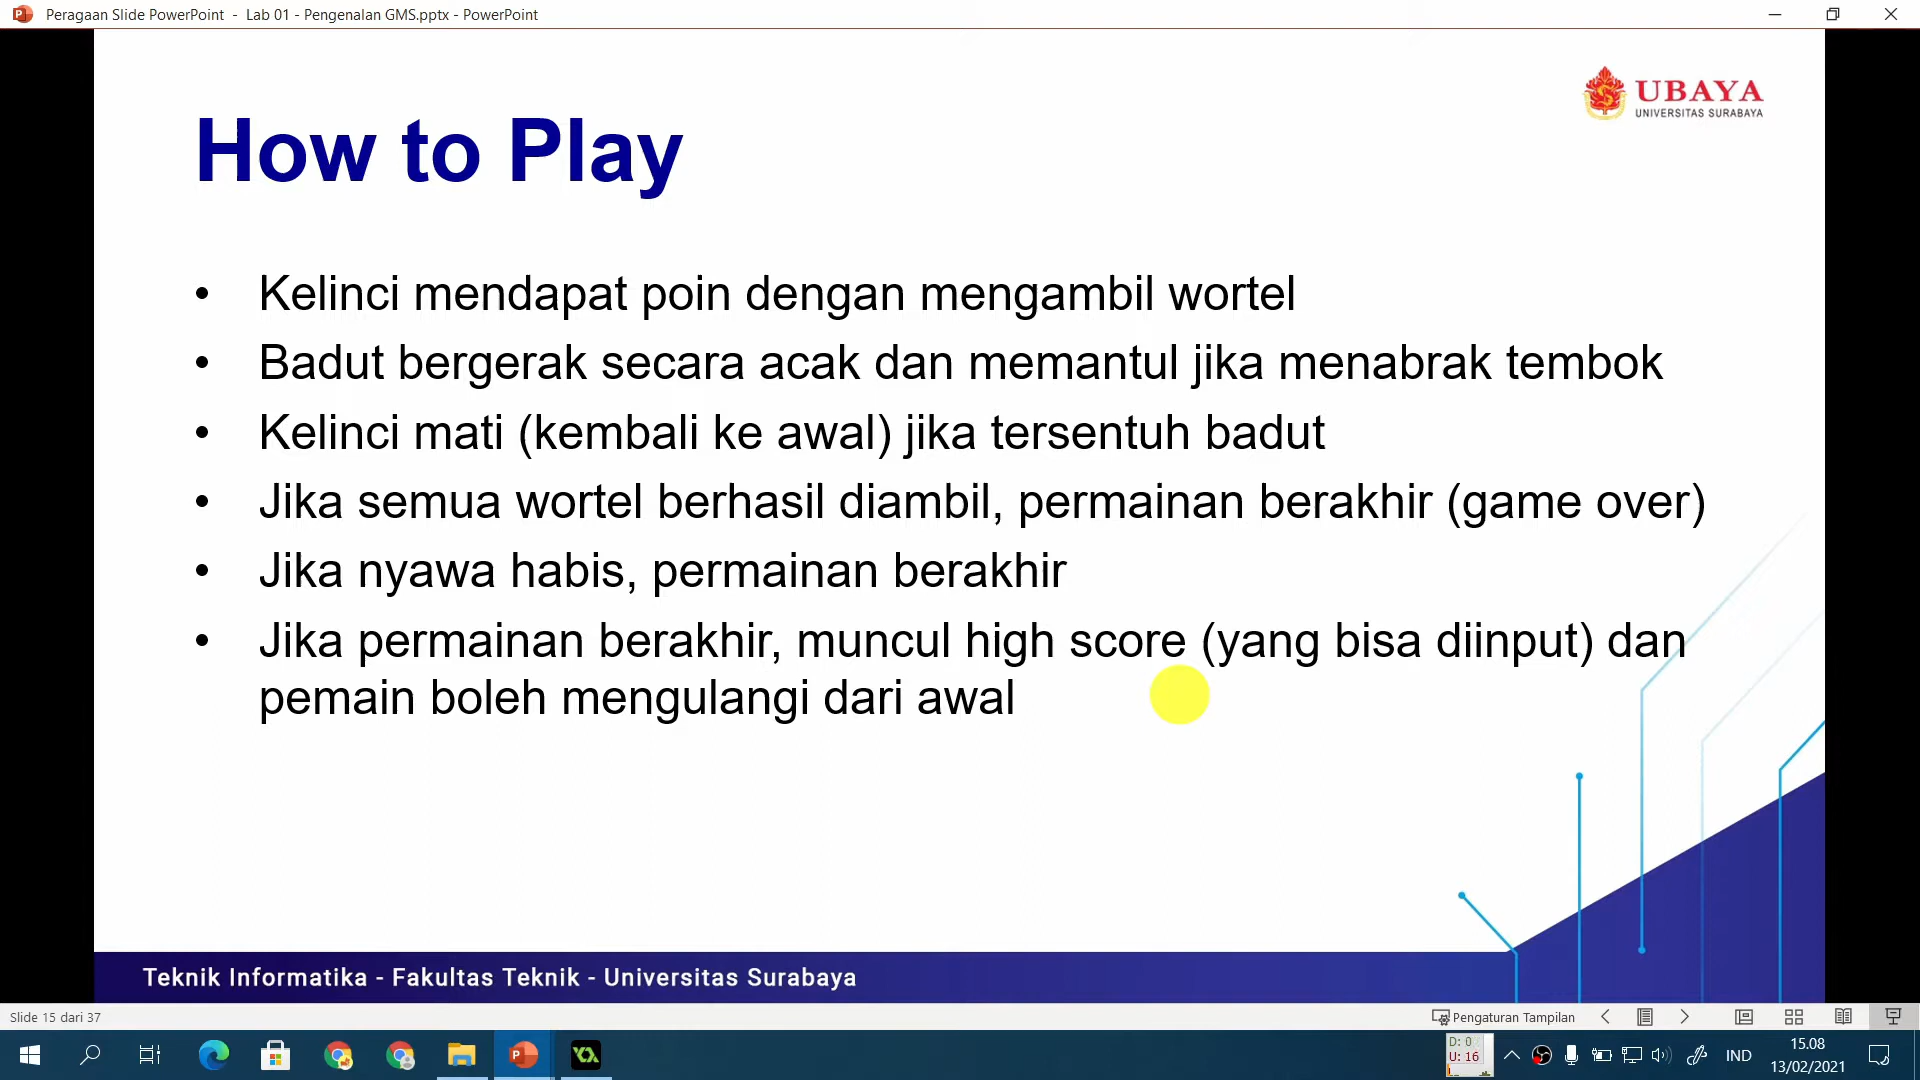 Peragaan Slide PowerPoint - Lab 01 - Pengenalan GMS.pptx - PowerPoint
UBAYA
UNIVERSITAS SURABAYA
How to Play
• Kelinci mendapat poin dengan mengambil wortel
• Badut bergerak secara acak dan memantul jika menabrak tembok
• Kelinci mati (kembali ke awal) jika tersentuh badut
• Jika semua wortel berhasil diambil, permainan berakhir (game over)
• Jika nyawa habis, permainan berakhir
• Jika permainan berakhir, muncul high score (yang bisa diinput) dan
pemain boleh mengulangi dari awal
Teknik Informatika - Fakultas Teknik - Universitas Surabaya
Slide 15 dari 37
Pengaturan Tampilan
D: 0
U: 16
IND
15.08
13/02/2021